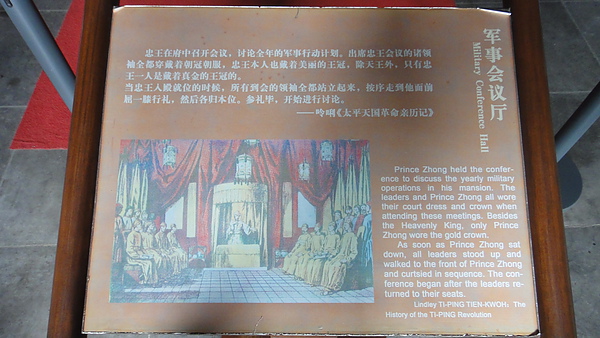 军事会议厅
Military Conference Hall
忠王在府中召开会议，讨论全年的军事行动计划。出席忠王会议的诸领
袖全都穿戴着朝冠朝服，忠王本人也戴着美丽的王冠，除天王外，只有忠
王一人是戴着真金的王冠的。
当忠王入殿就位的时候，所有到会的领袖全都站立起来，按序走到他面前
屈一膝行礼，然后各归本位。参礼毕，开始进行讨论。
——呤唎《太平天国革命亲历记》
Prince Zhong held the confer-
ence to discuss the yearly military
operations in his mansion. The
leaders and Prince Zhong all wore
their court dress and crown when
attending these meetings. Besides
the Heavenly King, only Prince
Zhong wore the gold crown.
As soon as Prince Zhong sat
down, all leaders stood up and
walked to the front of Prince Zhong
and curtsied in sequence. The con-
ference began after the leaders re-
turned to their seats.
Lindley TI-PING TIEN-KWOH: The
History of the TI-PING Revolution